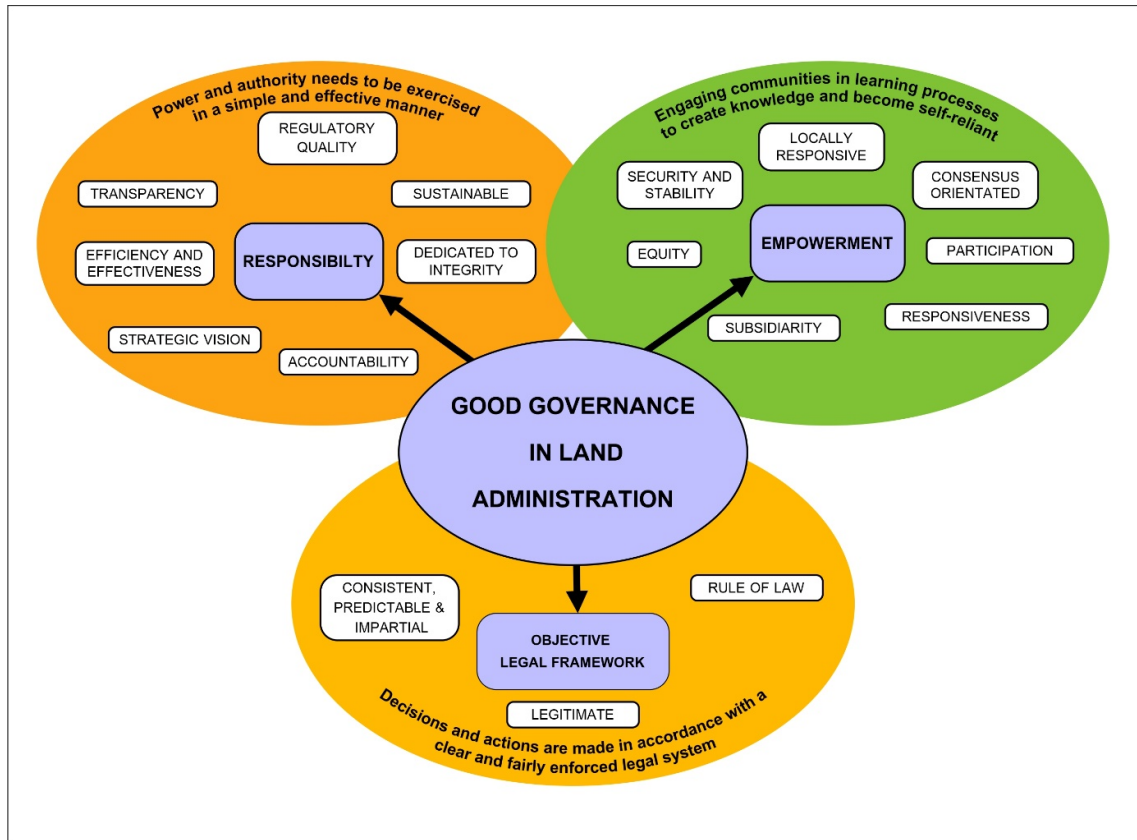 Power and authority needs to be exercised
in a simple and effective manner
REGULATORY
QUALITY
TRANSPARENCY
SUSTAINABLE
EFFICIENCY AND
EFFECTIVENESS
RESPONSIBILTY
DEDICATED TO
INTEGRITY
STRATEGIC VISION
ACCOUNTABILITY
Engaging communities in learning processes
to create knowledge and become self-reliant
LOCALLY
RESPONSIVE
SECURITY AND
STABILITY
CONSENSUS
ORIENTATED
EMPOWERMENT
EQUITY
PARTICIPATION
SUBSIDIARITY
RESPONSIVENESS
GOOD GOVERNANCE
IN LAND
ADMINISTRATION
CONSISTENT,
PREDICTABLE &
IMPARTIAL
RULE OF LAW
OBJECTIVE
LEGAL FRAMEWORK
LEGITIMATE
Decisions and actions are made in accordance with a
clear and fairly enforced legal system